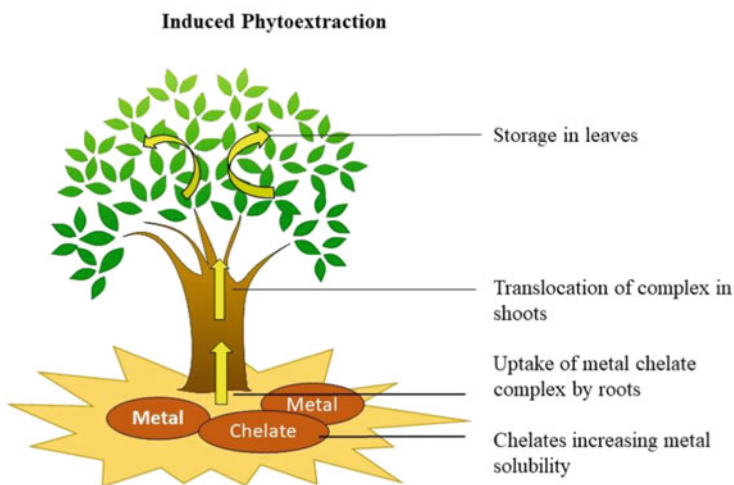 Induced Phytoextraction
Storage in leaves
Translocation of complex in
shoots
Uptake of metal chelate
complex by roots
Metal
Metal
Chelate
Chelates increasing metal
solubility